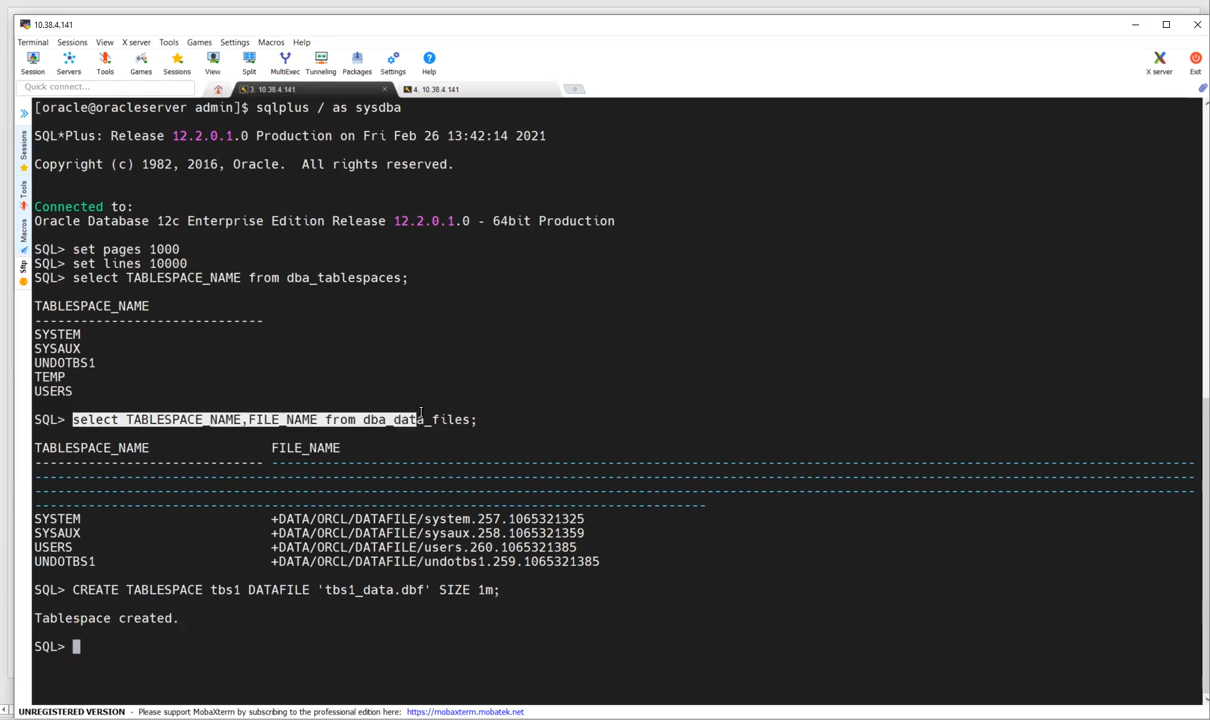 10.38.4.141
Terminal Sessions View X server Tools Games Settings Macros Help
Session Servers Tools Games Sessions View Split MultiExec Tunneling Packages Settings Help X server Exit
Quick connect...
3. 10.38.4.141 4. 10.38.4.141
Sessions
Tools
Macros
Sftp
[oracle@oracleserver admin]$ sqlplus / as sysdba
SQL*Plus: Release 12.2.0.1.0 Production on Fri Feb 26 13:42:14 2021
Copyright (c) 1982, 2016, Oracle.  All rights reserved.
Connected to:
Oracle Database 12c Enterprise Edition Release 12.2.0.1.0 - 64bit Production
SQL> set pages 1000
SQL> set lines 10000
SQL> select TABLESPACE_NAME from dba_tablespaces;
TABLESPACE_NAME
------------------------------
SYSTEM
SYSAUX
UNDOTBS1
TEMP
USERS
SQL> select TABLESPACE_NAME,FILE_NAME from dba_data_files;
TABLESPACE_NAME                FILE_NAME
------------------------------ ------------------------------------------------------------------------------------------------------------------------
--------------------------------------------------------------------------------------------------------------------------------------------------------
--------------------------------------------------------------------------------------------------------------------------------------------------------
----------------------------------------------------------------------------------------
SYSTEM                         +DATA/ORCL/DATAFILE/system.257.1065321325
SYSAUX                         +DATA/ORCL/DATAFILE/sysaux.258.1065321359
USERS                          +DATA/ORCL/DATAFILE/users.260.1065321385
UNDOTBS1                       +DATA/ORCL/DATAFILE/undotbs1.259.1065321385
SQL> CREATE TABLESPACE tbs1 DATAFILE 'tbs1_data.dbf' SIZE 1m;
Tablespace created.
SQL>
UNREGISTERED VERSION - Please support MobaXterm by subscribing to the professional edition here: https://mobaxterm.mobatek.net